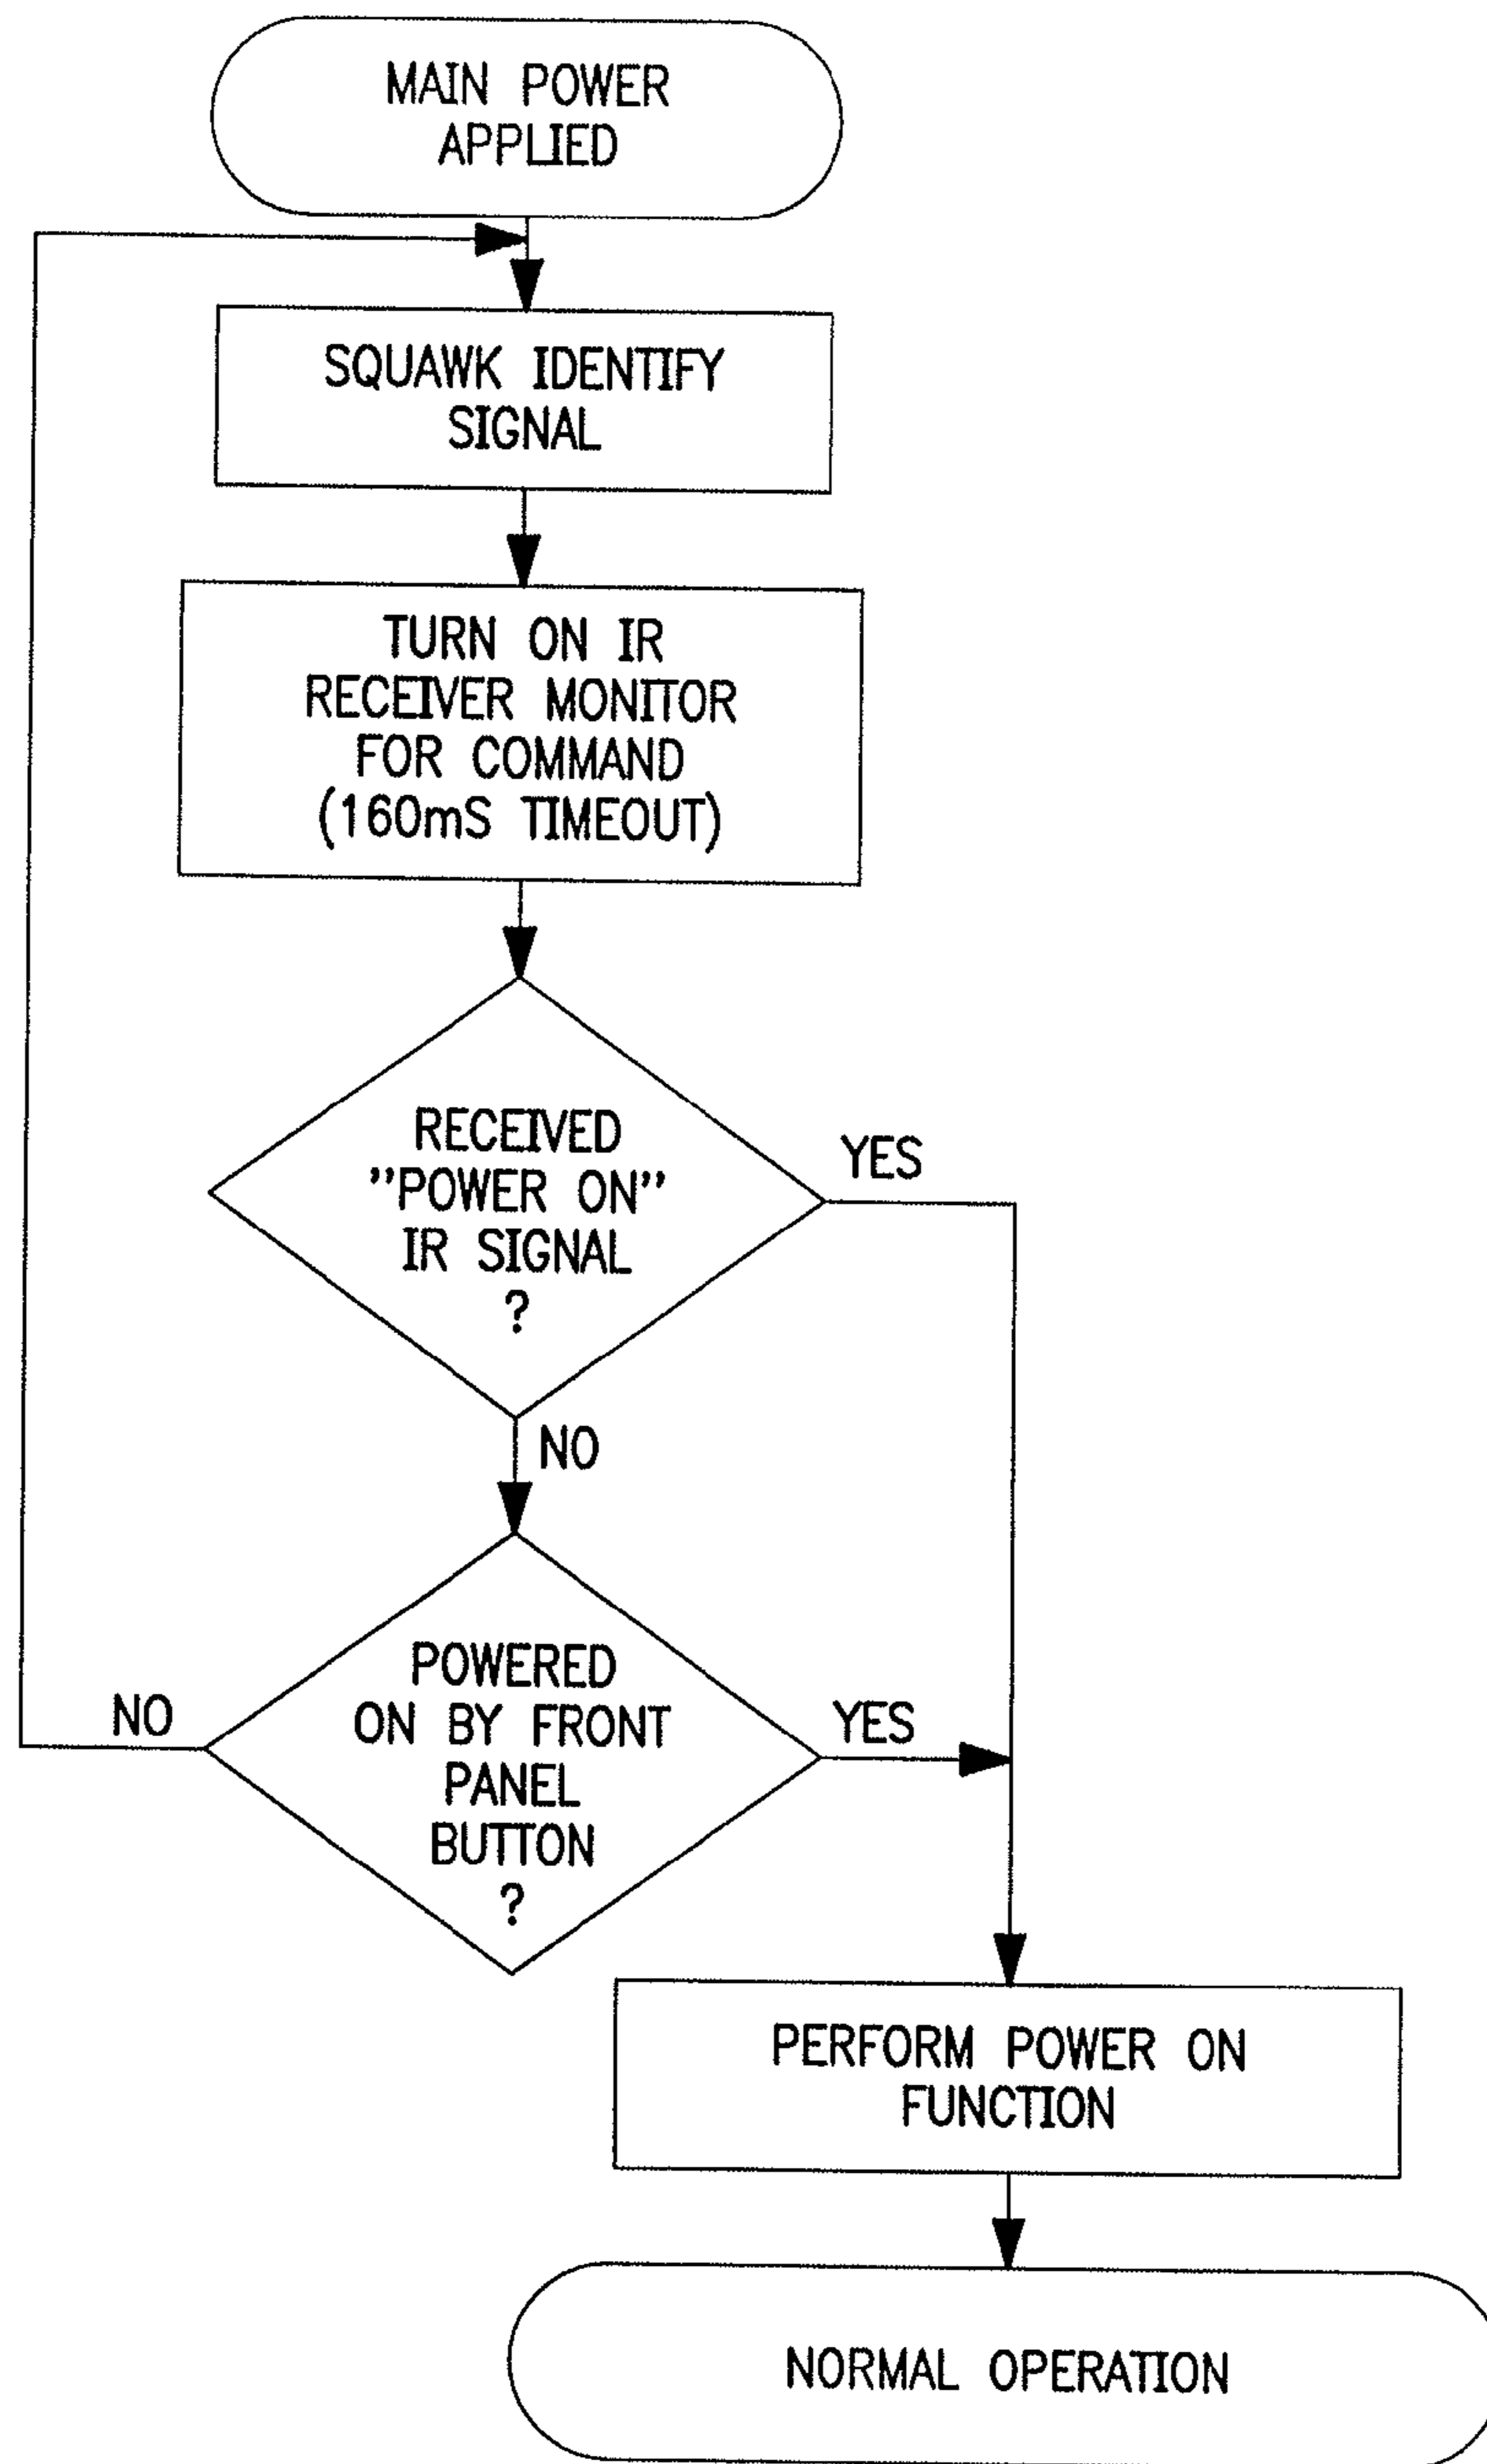 MAIN POWER
APPLIED
SQUAWK IDENTIFY
SIGNAL
TURN ON IR
RECEIVER MONITOR
FOR COMMAND
(160mS TIMEOUT)
RECEIVED
"POWER ON"
IR SIGNAL
?
YES
NO
POWERED
ON BY FRONT
PANEL
BUTTON
?
NO
YES
PERFORM POWER ON
FUNCTION
NORMAL OPERATION